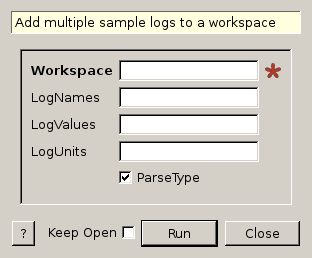 Add multiple sample logs to a workspace
Workspace *
LogNames
LogValues
LogUnits
ParseType
? Keep Open Run Close